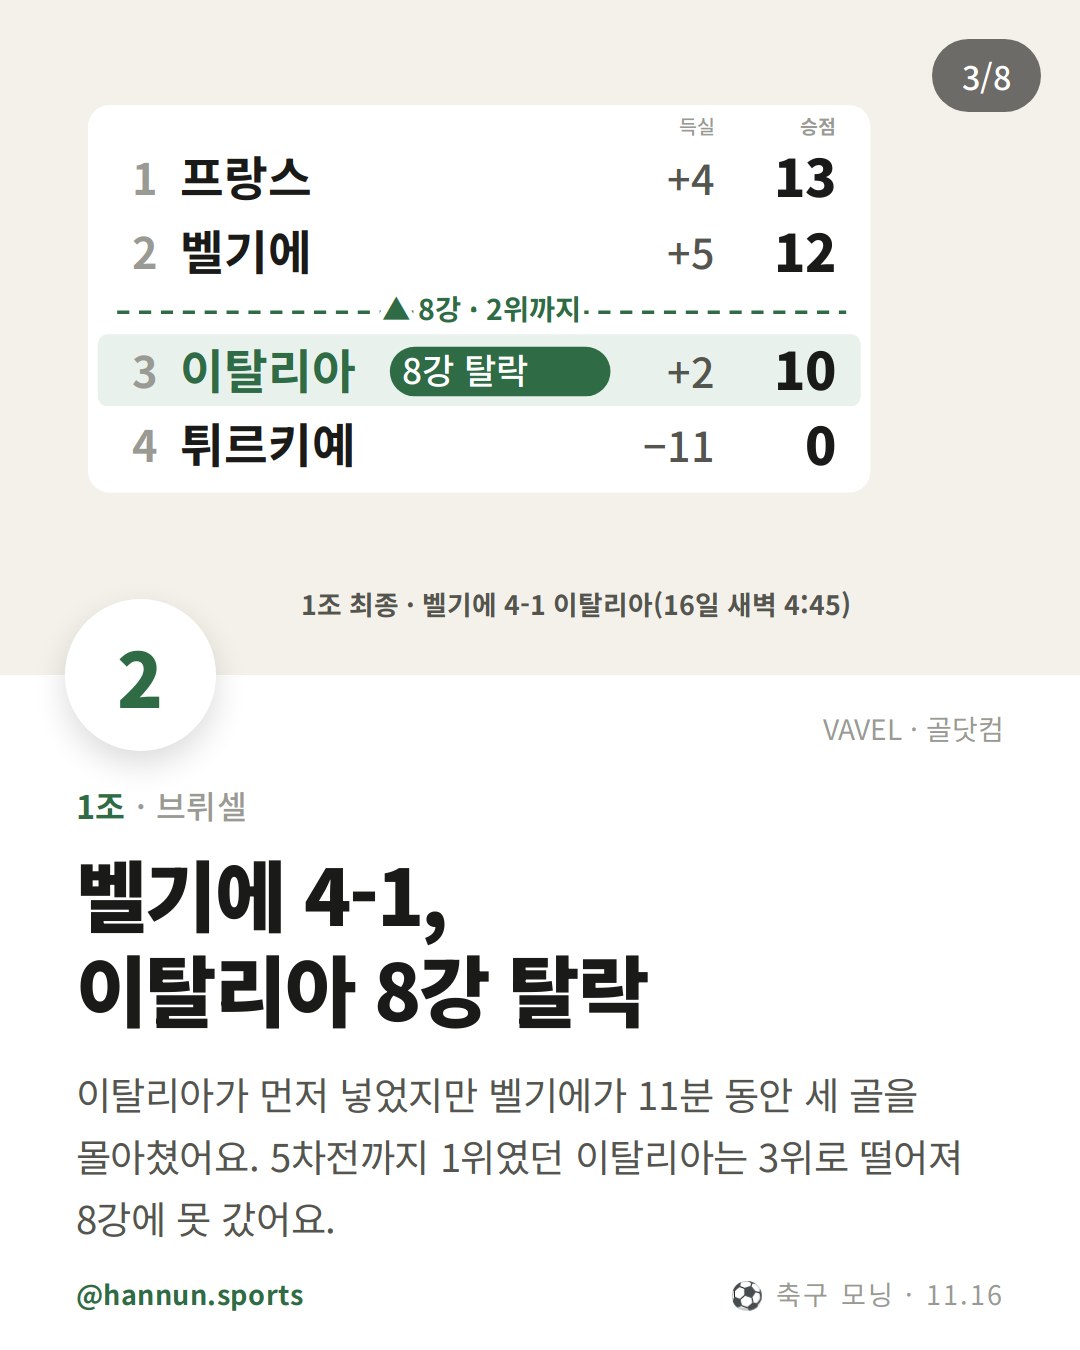 3/8
득실 승점
1 프랑스 +4 13
2 벨기에 +5 12
▲ 8강 · 2위까지
3 이탈리아 8강 탈락 +2 10
4 튀르키예 −11 0
1조 최종 · 벨기에 4-1 이탈리아(16일 새벽 4:45)
2
VAVEL · 골닷컴
1조 · 브뤼셀
벨기에 4-1,
이탈리아 8강 탈락
이탈리아가 먼저 넣었지만 벨기에가 11분 동안 세 골을
몰아쳤어요. 5차전까지 1위였던 이탈리아는 3위로 떨어져
8강에 못 갔어요.
@hannun.sports
⚽ 축구 모닝 · 11.16